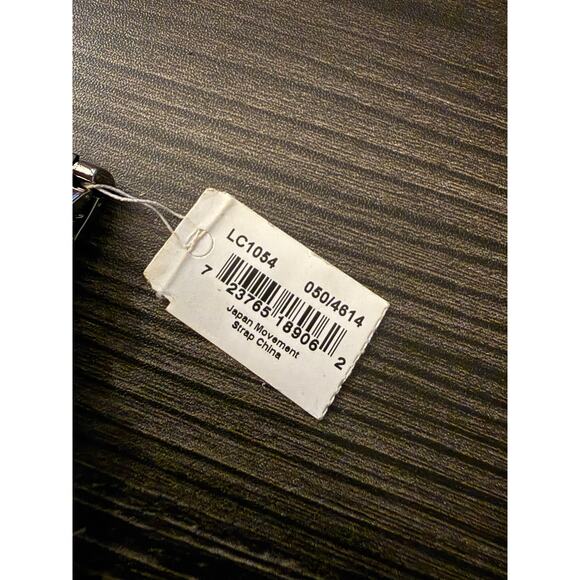 LC1054 050/4614
7 23765 18906 2
Japan Movement
Strap China